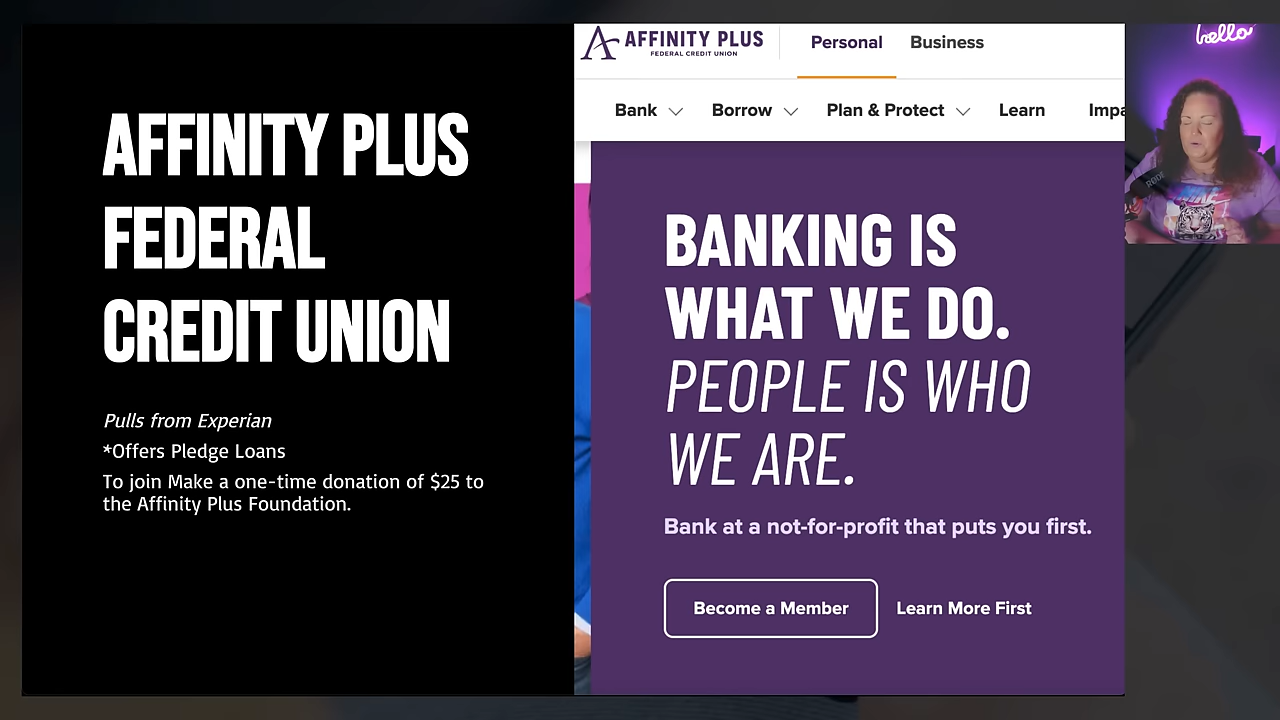 AFFINITY PLUS
FEDERAL
CREDIT UNION
Pulls from Experian
*Offers Pledge Loans
To join Make a one-time donation of $25 to
the Affinity Plus Foundation.
AFFINITY PLUS
FEDERAL CREDIT UNION
Personal
Business
Bank
Borrow
Plan & Protect
Learn
Impa
BANKING IS
WHAT WE DO.
PEOPLE IS WHO
WE ARE.
Bank at a not-for-profit that puts you first.
Become a Member
Learn More First
hello
RODE